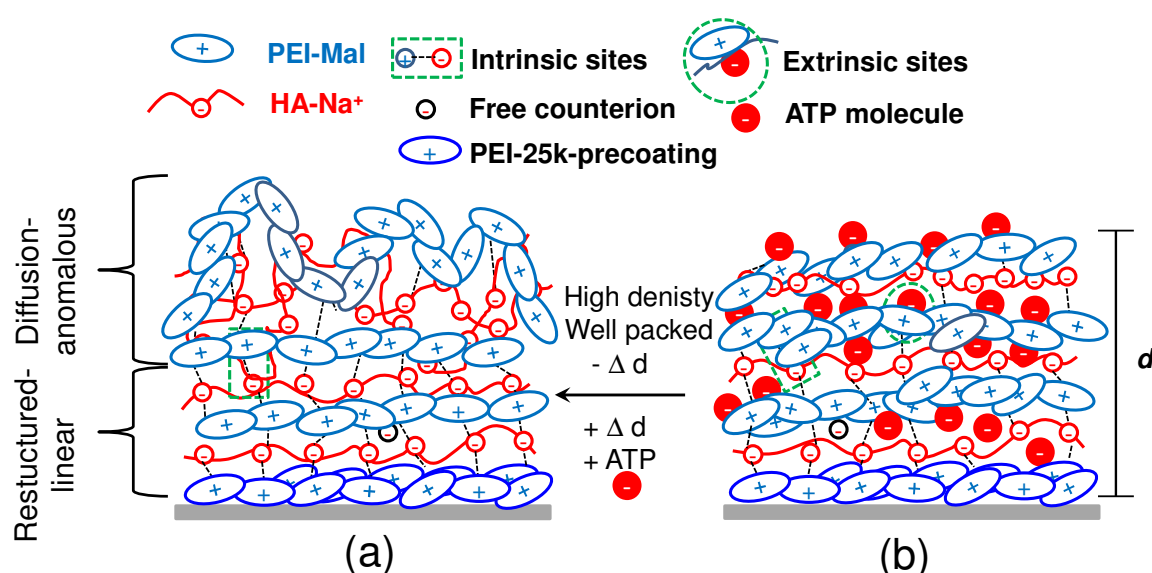 PEI-Mal
Intrinsic sites
Extrinsic sites
HA-Na⁺
Free counterion
ATP molecule
PEI-25k-precoating
Diffusion-
anomalous
Restuctured-
linear
High denisty
Well packed
- Δ d
+ Δ d
+ ATP
d
(a)
(b)